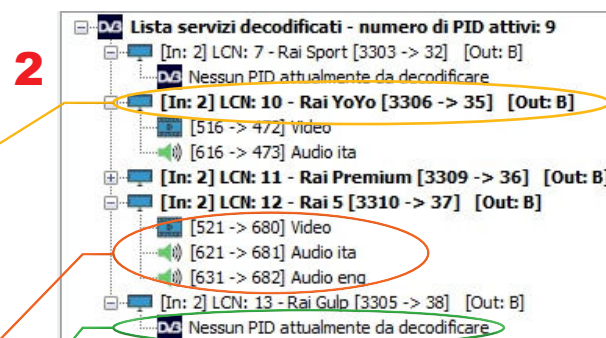 Lista servizi decodificati - numero di PID attivi: 9
[In: 2] LCN: 7 - Rai Sport [3303 -> 32] [Out: B]
2
DVB Nessun PID attualmente da decodificare
[In: 2] LCN: 10 - Rai YoYo [3306 -> 35] [Out: B]
[516 -> 472] Video
[616 -> 473] Audio ita
[In: 2] LCN: 11 - Rai Premium [3309 -> 36] [Out: B]
[In: 2] LCN: 12 - Rai 5 [3310 -> 37] [Out: B]
[521 -> 680] Video
[621 -> 681] Audio ita
[631 -> 682] Audio eng
[In: 2] LCN: 13 - Rai Gulp [3305 -> 38] [Out: B]
DVB Nessun PID attualmente da decodificare